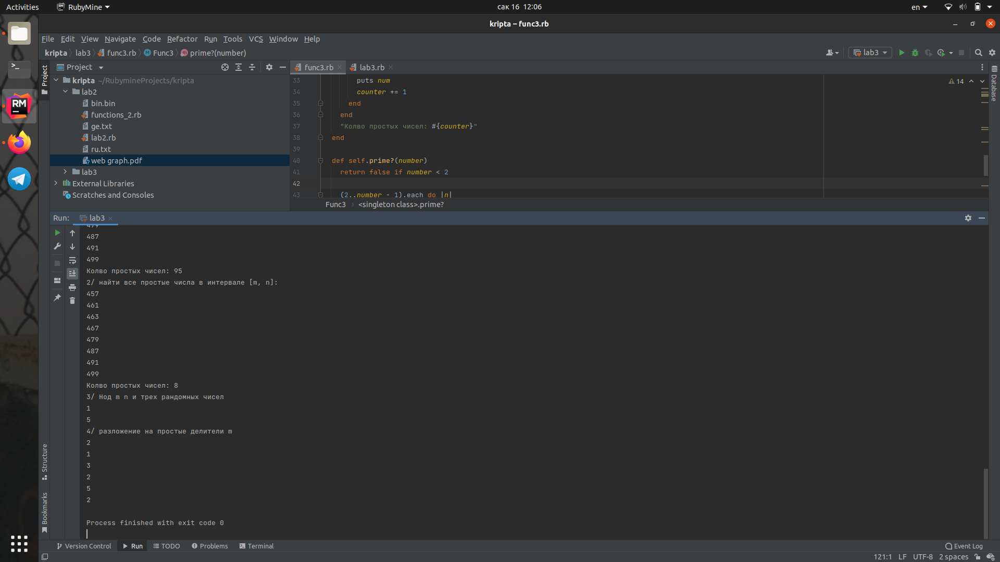 Activities
RubyMine
сак 16 12:06
en
kripta – func3.rb
File Edit View Navigate Code Refactor Run Tools VCS Window Help
kripta lab3 func3.rb Func3 prime?(number)
lab3
Project
Project
kripta ~/RubymineProjects/kripta
lab2
bin.bin
functions_2.rb
ge.txt
lab2.rb
ru.txt
web graph.pdf
lab3
External Libraries
Scratches and Consoles
func3.rb lab3.rb
14
Database
33 puts num
34 counter += 1
35 end
36 end
37 "Колво простых чисел: #{counter}"
38 end
39
40 def self.prime?(number)
41 return false if number < 2
42
43 (2..number - 1).each do |n|
Func3 <singleton class>.prime?
Run: lab3
479
487
491
499
Колво простых чисел: 95
2/ найти все простые числа в интервале [m, n]:
457
461
463
467
479
487
491
499
Колво простых чисел: 8
3/ Нод m n и трех рандомных чисел
1
5
4/ разложение на простые делители m
2
1
3
2
5
2
Process finished with exit code 0
Structure
Bookmarks
Version Control Run TODO Problems Terminal
Event Log
121:1 LF UTF-8 2 spaces